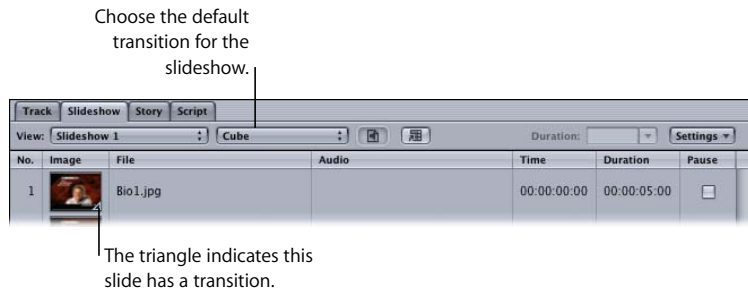 Choose the default
transition for the
slideshow.
Track Slideshow Story Script
View: Slideshow 1 Cube Duration: Settings
No. Image File Audio Time Duration Pause
1 Bio1.jpg 00:00:00:00 00:00:05:00
The triangle indicates this
slide has a transition.